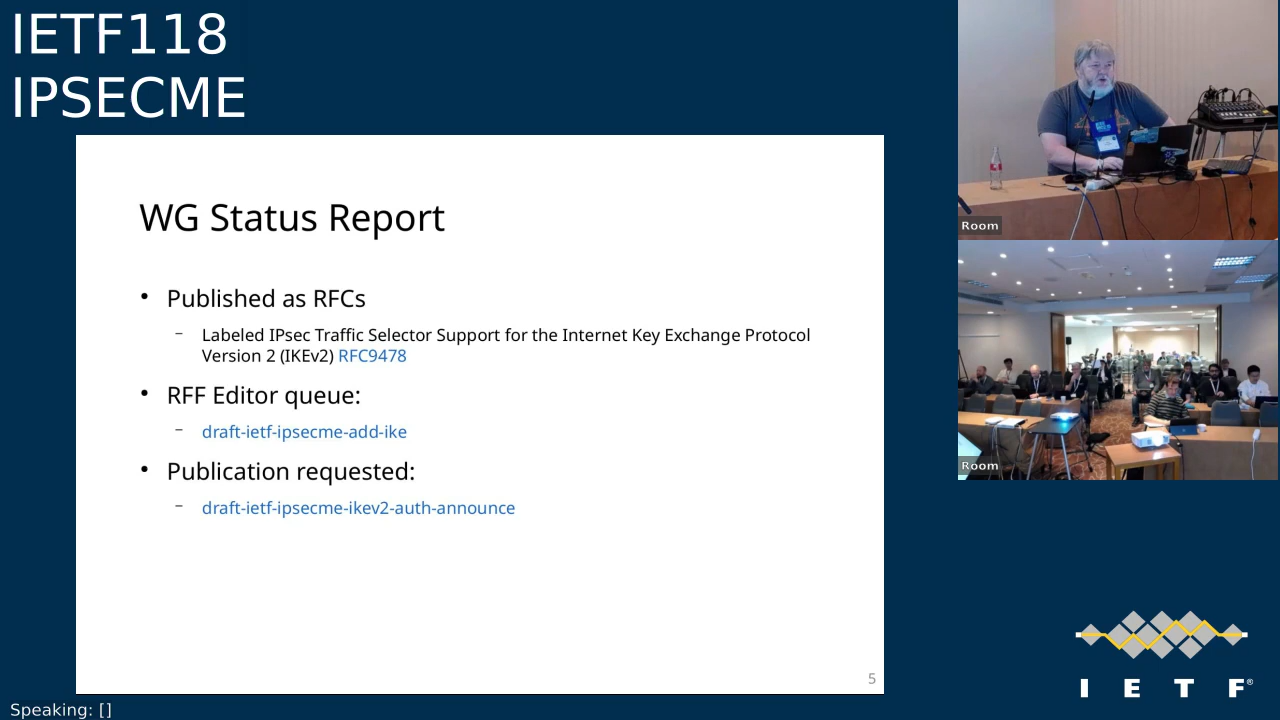 IETF118
IPSECME
WG Status Report
• Published as RFCs
– Labeled IPsec Traffic Selector Support for the Internet Key Exchange Protocol
Version 2 (IKEv2) RFC9478
• RFF Editor queue:
– draft-ietf-ipsecme-add-ike
• Publication requested:
– draft-ietf-ipsecme-ikev2-auth-announce
5
Room
Room
I E T F®
Speaking: []